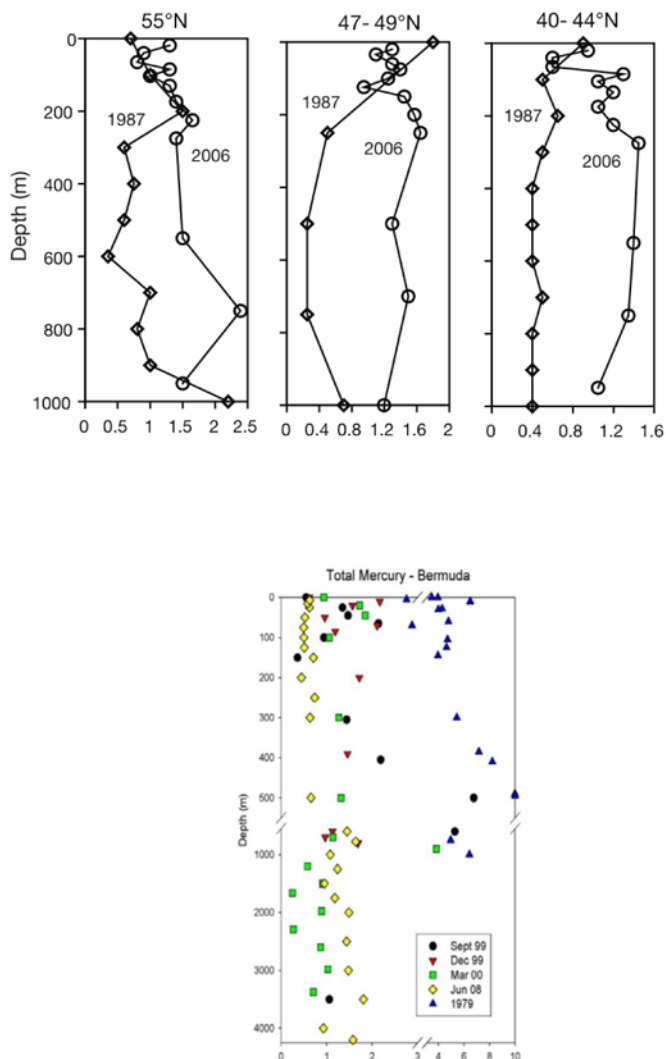 55°N 47- 49°N 40- 44°N
0
200
400
600
800
1000
Depth (m)
1987
2006
1987
2006
1987
2006
0 0.5 1 1.5 2 2.5
0 0.4 0.8 1.2 1.6 2
0 0.4 0.8 1.2 1.6
Total Mercury - Bermuda
0
100
200
300
400
500
1000
2000
3000
4000
Depth (m)
Sept 99
Dec 99
Mar 00
Jun 08
1979
0 1 2 3 4 6 8 10